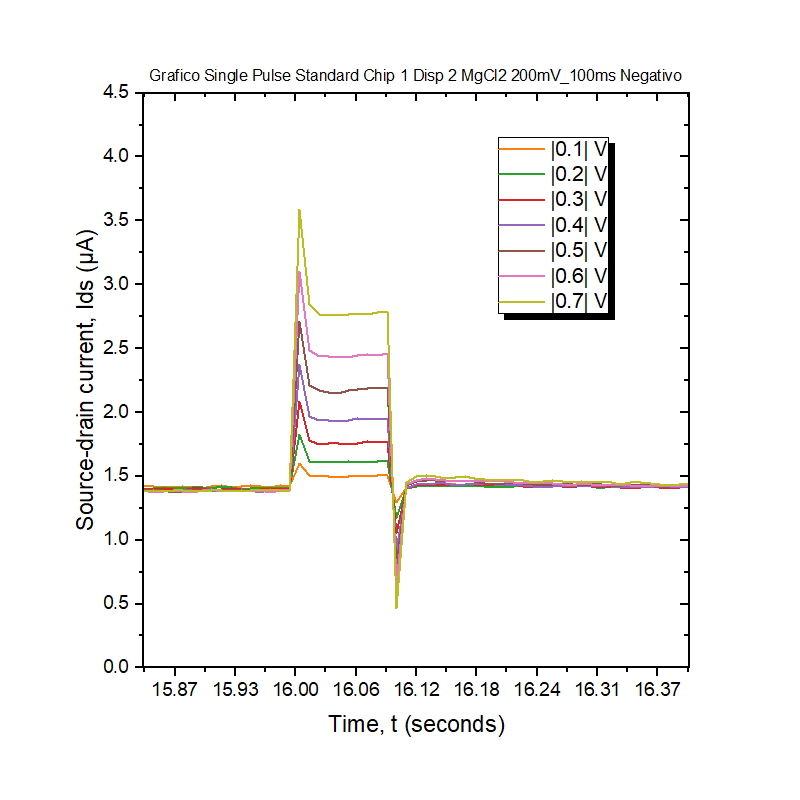 Grafico Single Pulse Standard Chip 1 Disp 2 MgCl2 200mV_100ms Negativo
4.5
4.0
3.5
3.0
2.5
2.0
1.5
1.0
0.5
0.0
Source-drain current, Ids (µA)
|0.1| V
|0.2| V
|0.3| V
|0.4| V
|0.5| V
|0.6| V
|0.7| V
15.87 15.93 16.00 16.06 16.12 16.18 16.24 16.31 16.37
Time, t (seconds)